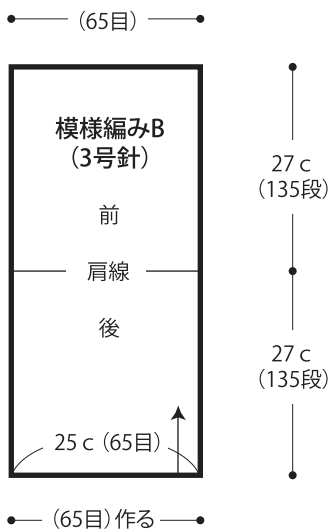 （65目）
模様編みB
（3号針）
前
27 c
（135段）
肩線
後
27 c
（135段）
25 c（65目）
（65目）作る